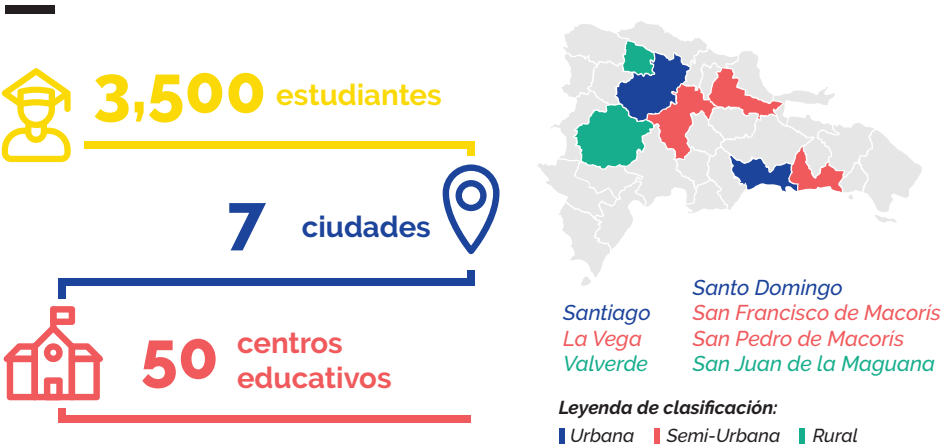 3,500 estudiantes
7 ciudades
50 centros
educativos
Santo Domingo
Santiago San Francisco de Macorís
La Vega San Pedro de Macorís
Valverde San Juan de la Maguana
Leyenda de clasificación:
Urbana Semi-Urbana Rural